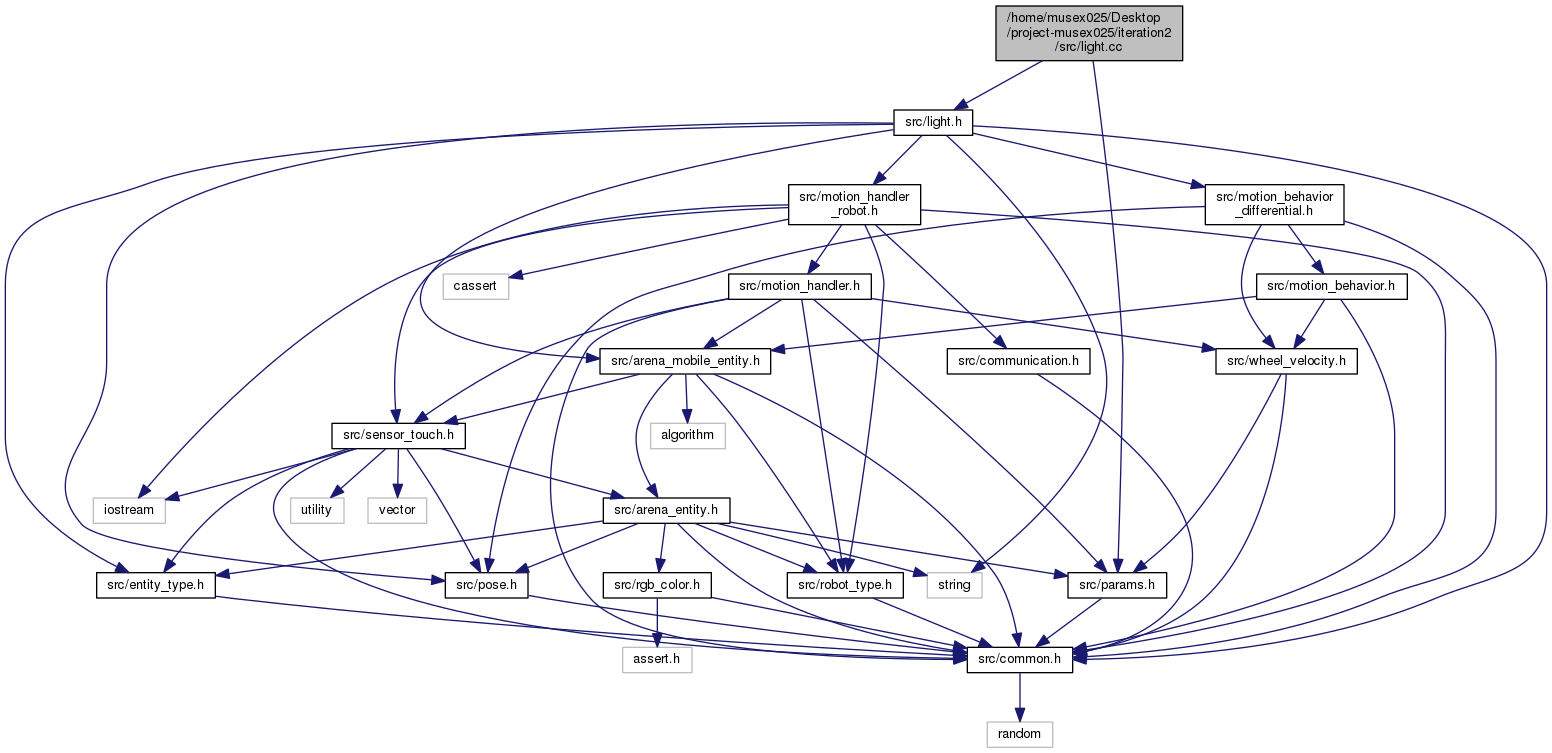 /home/musex025/Desktop
/project-musex025/iteration2
/src/light.cc
src/light.h
src/motion_handler
_robot.h
src/motion_behavior
_differential.h
cassert
src/motion_handler.h
src/motion_behavior.h
src/arena_mobile_entity.h
src/communication.h
src/wheel_velocity.h
src/sensor_touch.h
algorithm
iostream
utility
vector
src/arena_entity.h
src/entity_type.h
src/pose.h
src/rgb_color.h
src/robot_type.h
string
src/params.h
assert.h
src/common.h
random